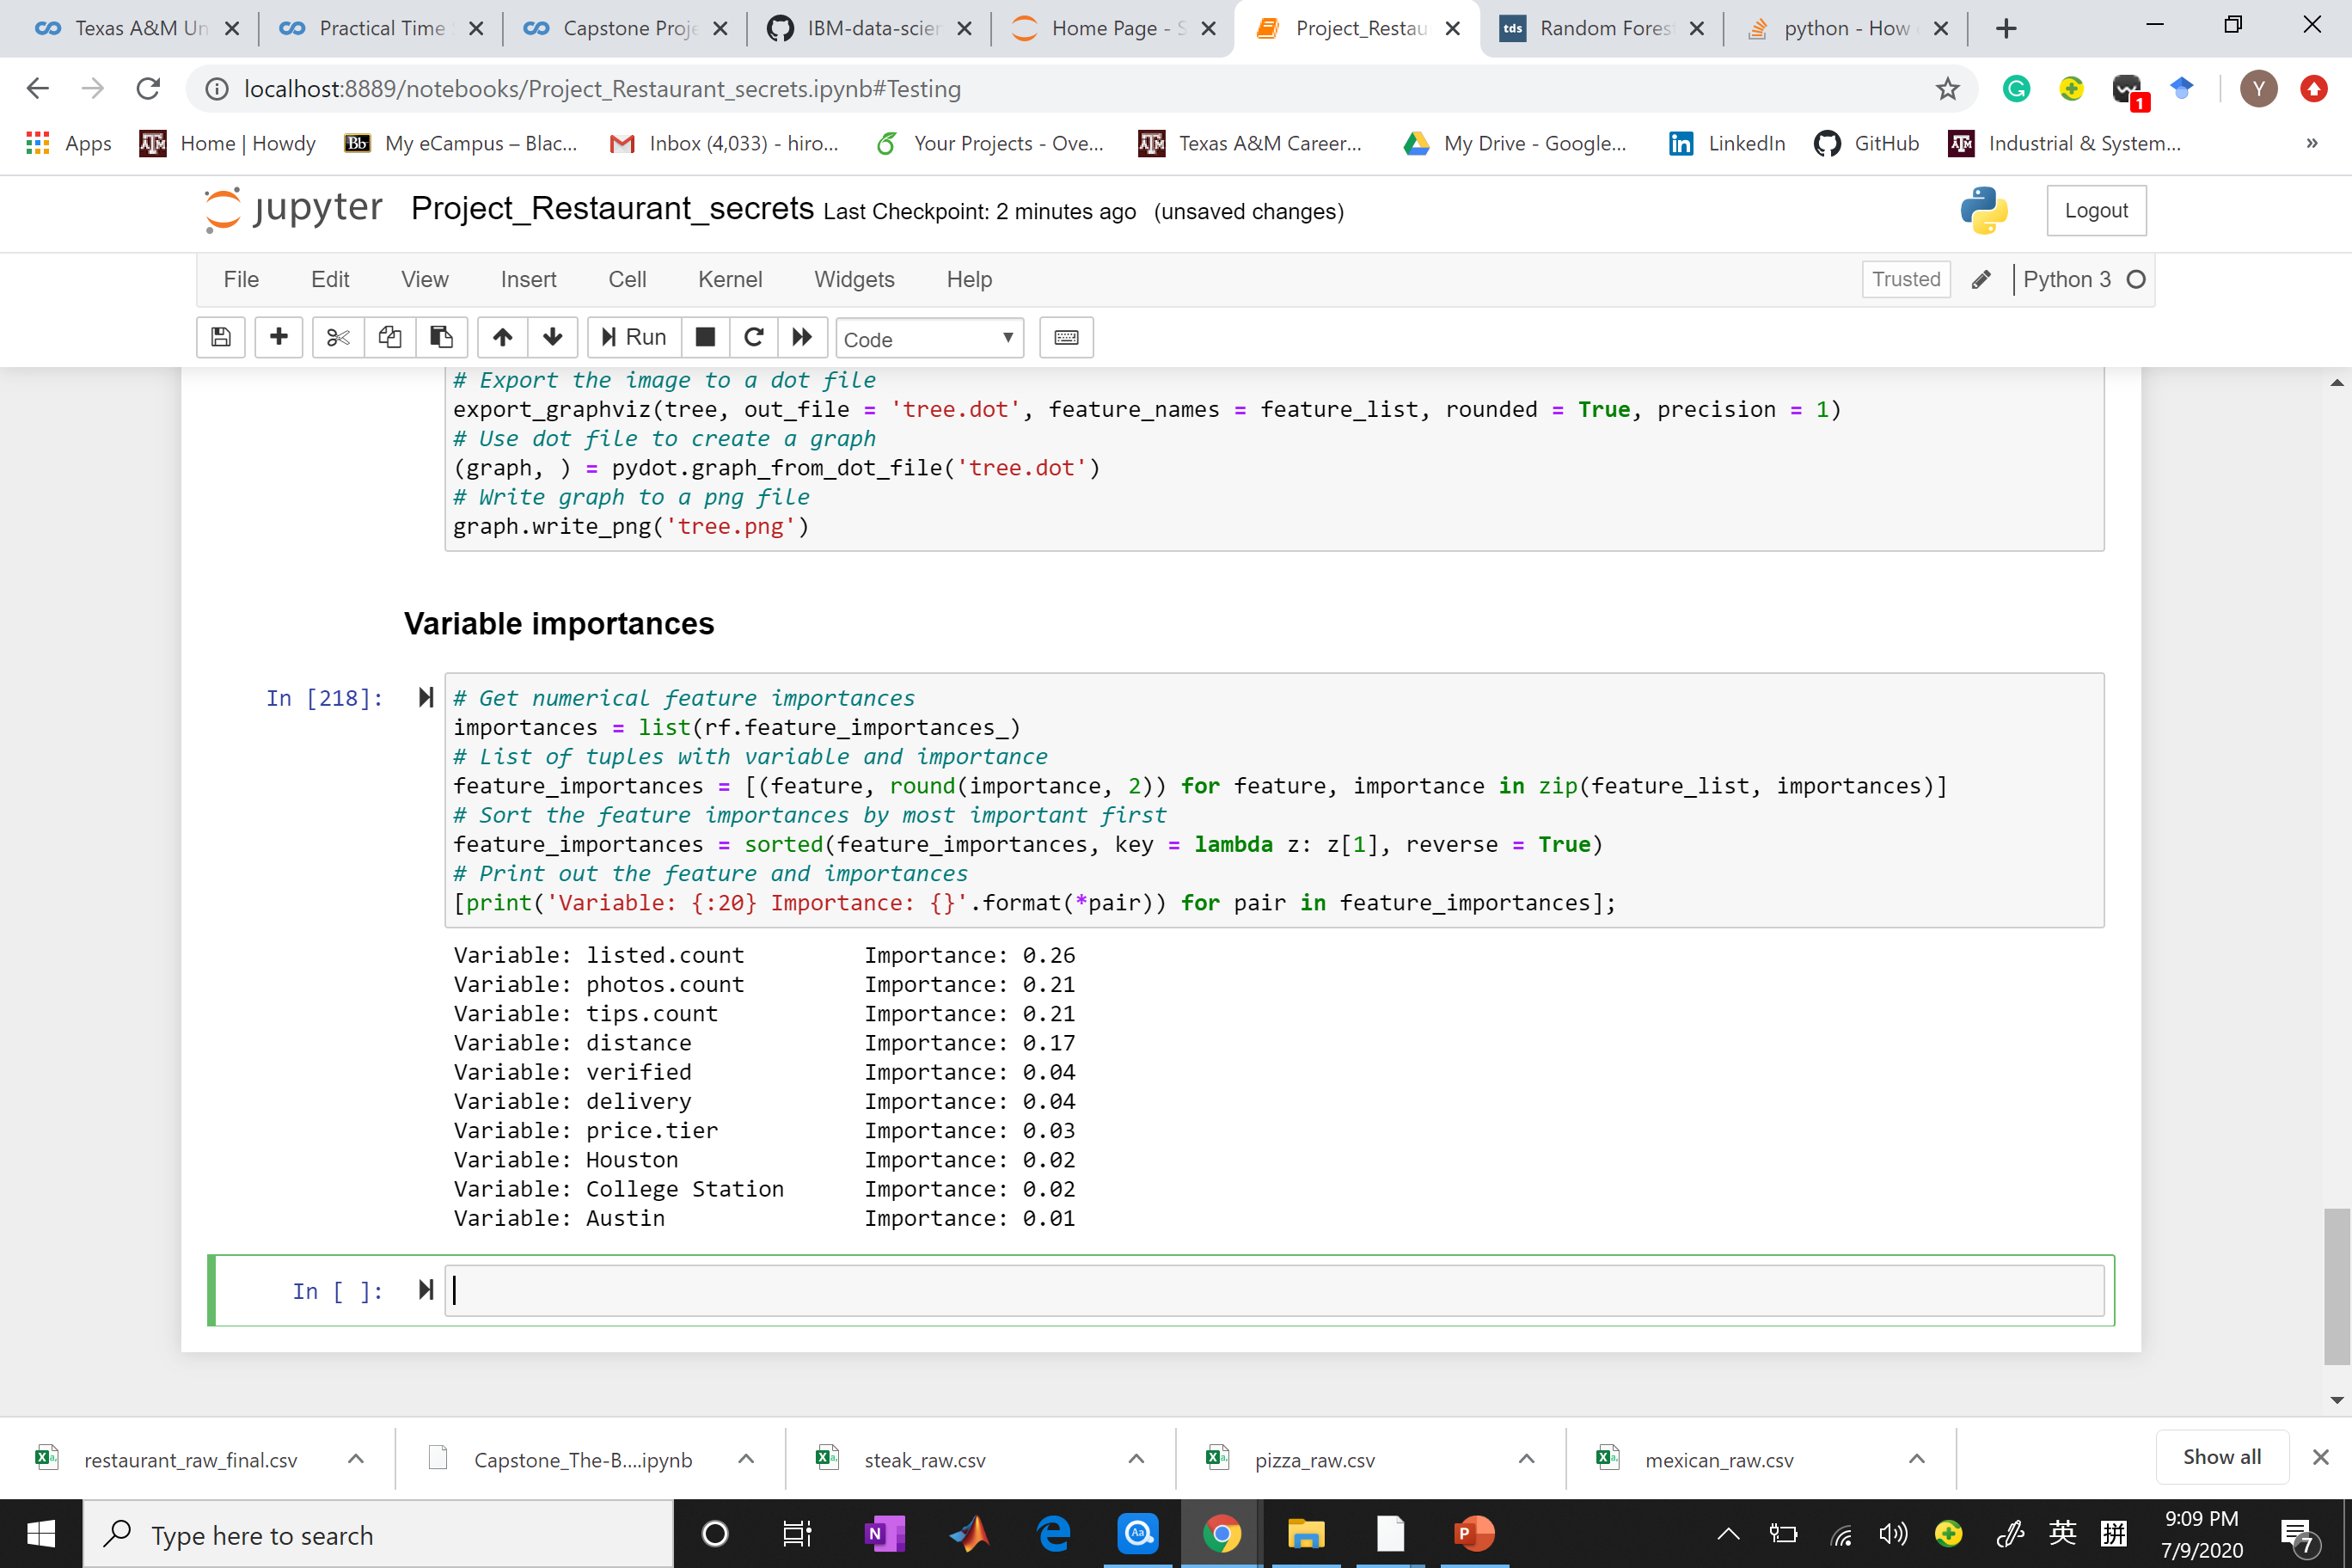 Texas A&M Un
Practical Time
Capstone Proje
IBM-data-scien
Home Page - S
Project_Restau
tds Random Fores
python - How
localhost:8889/notebooks/Project_Restaurant_secrets.ipynb#Testing
1
Y
Apps
Home | Howdy
Bb My eCampus – Blac...
Inbox (4,033) - hiro...
Your Projects - Ove...
Texas A&M Career...
My Drive - Google...
LinkedIn
GitHub
Industrial & System...
»
jupyter Project_Restaurant_secrets Last Checkpoint: 2 minutes ago (unsaved changes)
Logout
File Edit View Insert Cell Kernel Widgets Help
Trusted
Python 3
Run
Code
# Export the image to a dot file
export_graphviz(tree, out_file = 'tree.dot', feature_names = feature_list, rounded = True, precision = 1)
# Use dot file to create a graph
(graph, ) = pydot.graph_from_dot_file('tree.dot')
# Write graph to a png file
graph.write_png('tree.png')
Variable importances
In [218]:
# Get numerical feature importances
importances = list(rf.feature_importances_)
# List of tuples with variable and importance
feature_importances = [(feature, round(importance, 2)) for feature, importance in zip(feature_list, importances)]
# Sort the feature importances by most important first
feature_importances = sorted(feature_importances, key = lambda z: z[1], reverse = True)
# Print out the feature and importances
[print('Variable: {:20} Importance: {}'.format(*pair)) for pair in feature_importances];
Variable: listed.count Importance: 0.26
Variable: photos.count Importance: 0.21
Variable: tips.count Importance: 0.21
Variable: distance Importance: 0.17
Variable: verified Importance: 0.04
Variable: delivery Importance: 0.04
Variable: price.tier Importance: 0.03
Variable: Houston Importance: 0.02
Variable: College Station Importance: 0.02
Variable: Austin Importance: 0.01
In [ ]:
restaurant_raw_final.csv
Capstone_The-B....ipynb
steak_raw.csv
pizza_raw.csv
mexican_raw.csv
Show all
Type here to search
英
拼
9:09 PM
7/9/2020
7